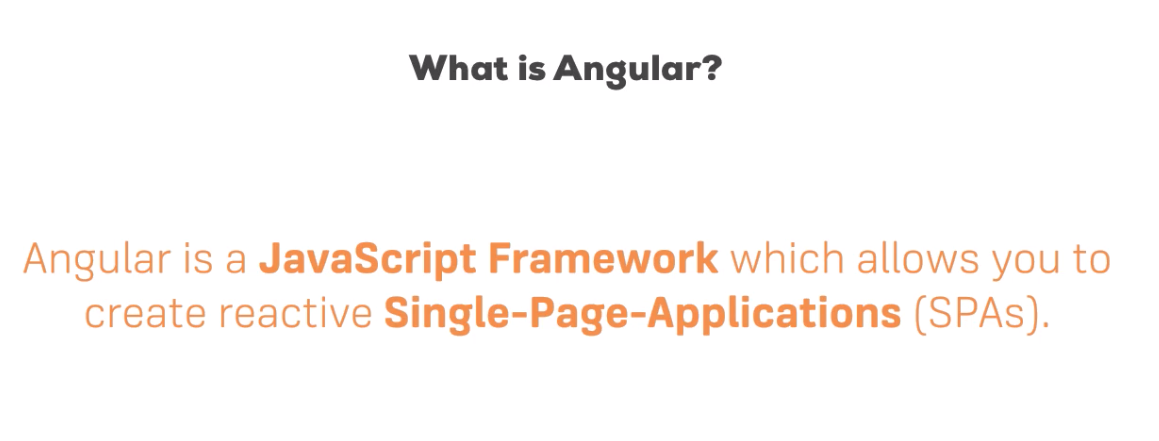 What is Angular?
Angular is a JavaScript Framework which allows you to
create reactive Single-Page-Applications (SPAs).